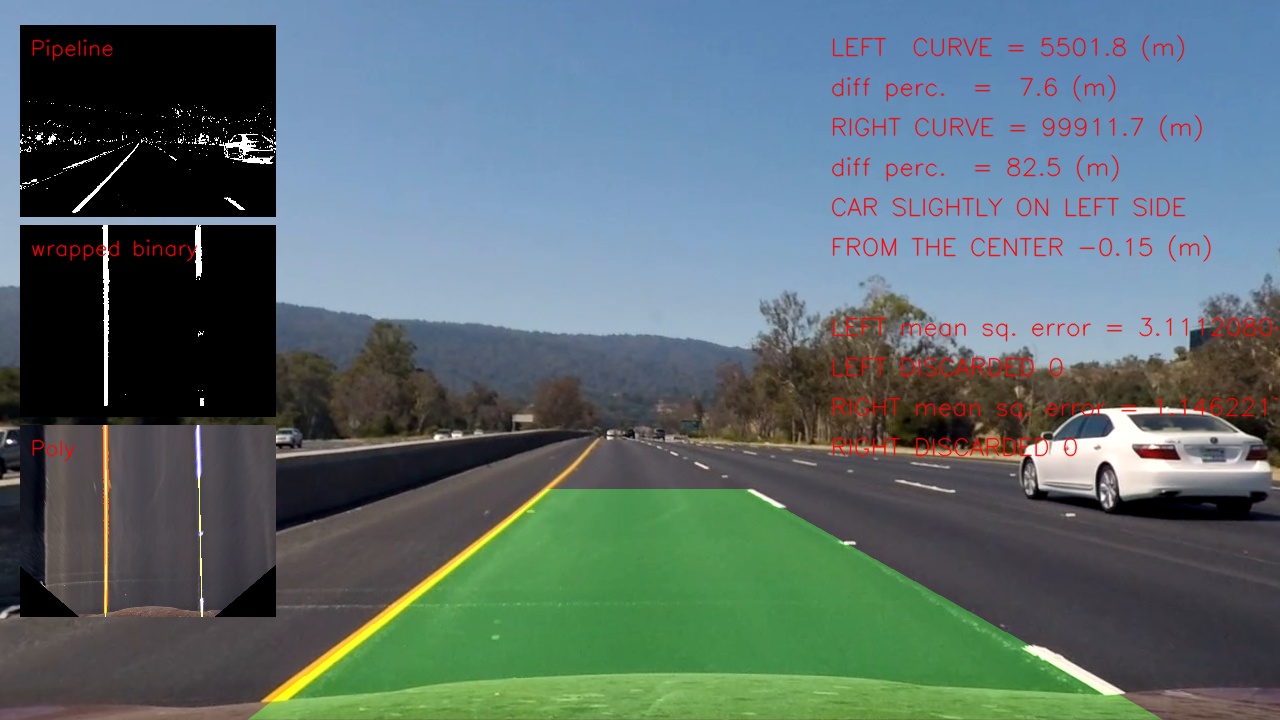 Pipeline
wrapped binary
Poly
LEFT  CURVE = 5501.8 (m)
diff perc.  =  7.6 (m)
RIGHT CURVE = 99911.7 (m)
diff perc.  = 82.5 (m)
CAR SLIGHTLY ON LEFT SIDE
FROM THE CENTER -0.15 (m)
LEFT mean sq. error = 3.1112080
LEFT DISCARDED 0
RIGHT mean sq. error = 1.146221
RIGHT DISCARDED 0